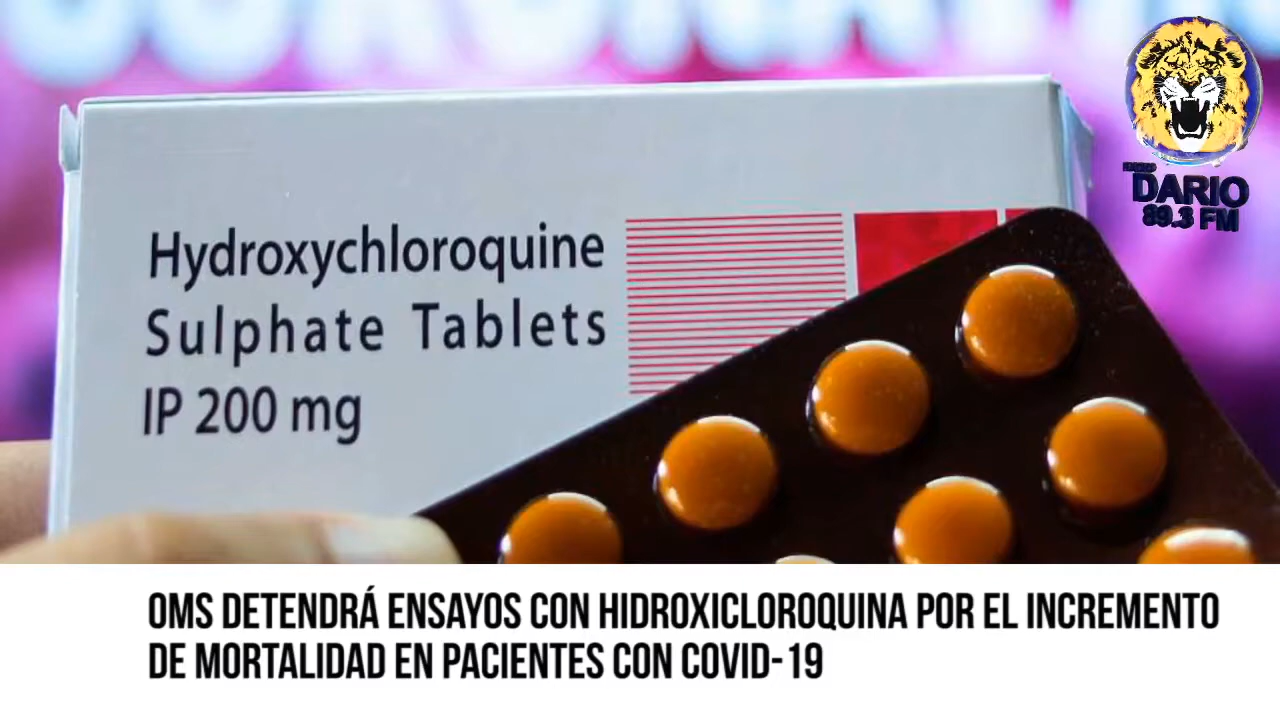 DARIO
89.3 FM
Hydroxychloroquine
Sulphate Tablets
IP 200 mg
OMS DETENDRÁ ENSAYOS CON HIDROXICLOROQUINA POR EL INCREMENTO
DE MORTALIDAD EN PACIENTES CON COVID-19